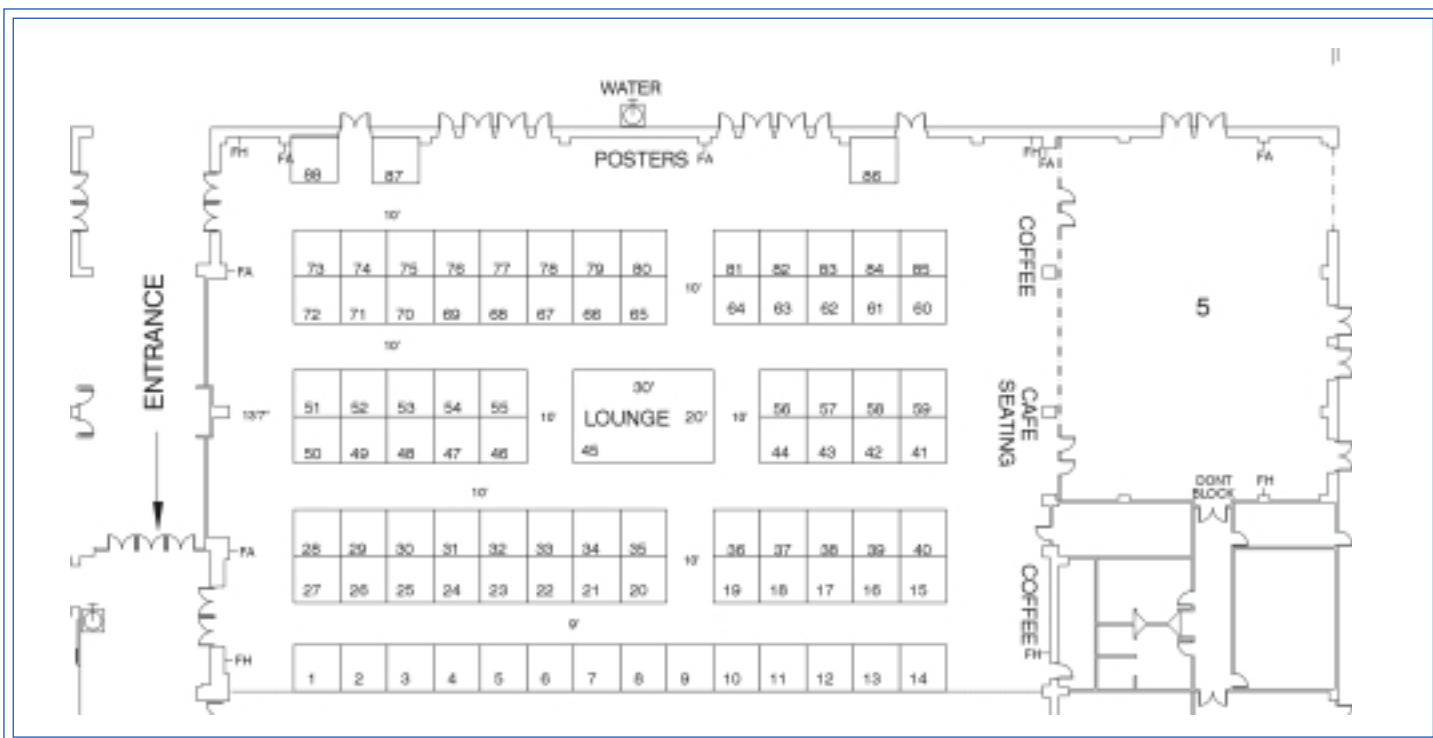 WATER
FH
FA
POSTERS
FA
FH
FA
FA
88
87
86
10'
COFFEE
FA
73 74 75 76 77 78 79 80
81 82 83 84 85
10'
72 71 70 69 68 67 66 65
64 63 62 61 60
5
ENTRANCE
10'
51 52 53 54 55
30'
56 57 58 59
13'7"
10'
LOUNGE
20'
10'
CAFE
SEATING
50 49 48 47 46
45
44 43 42 41
DONT
BLOCK
FH
10'
28 29 30 31 32 33 34 35
36 37 38 39 40
FA
10'
27 26 25 24 23 22 21 20
19 18 17 16 15
COFFEE
9'
FH
FH
1 2 3 4 5 6 7 8 9 10 11 12 13 14